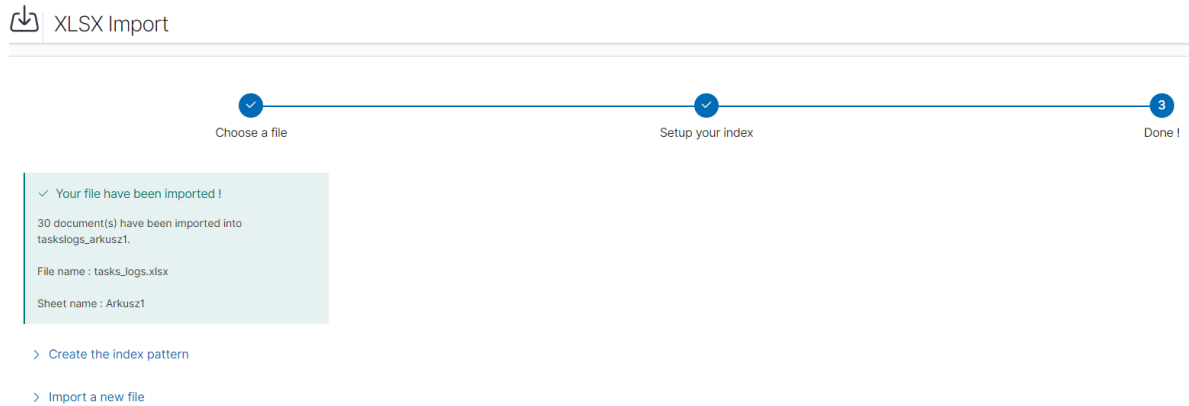 XLSX Import
3
Choose a file
Setup your index
Done !
Your file have been imported !
30 document(s) have been imported into
taskslogs_arkusz1.
File name : tasks_logs.xlsx
Sheet name : Arkusz1
Create the index pattern
Import a new file